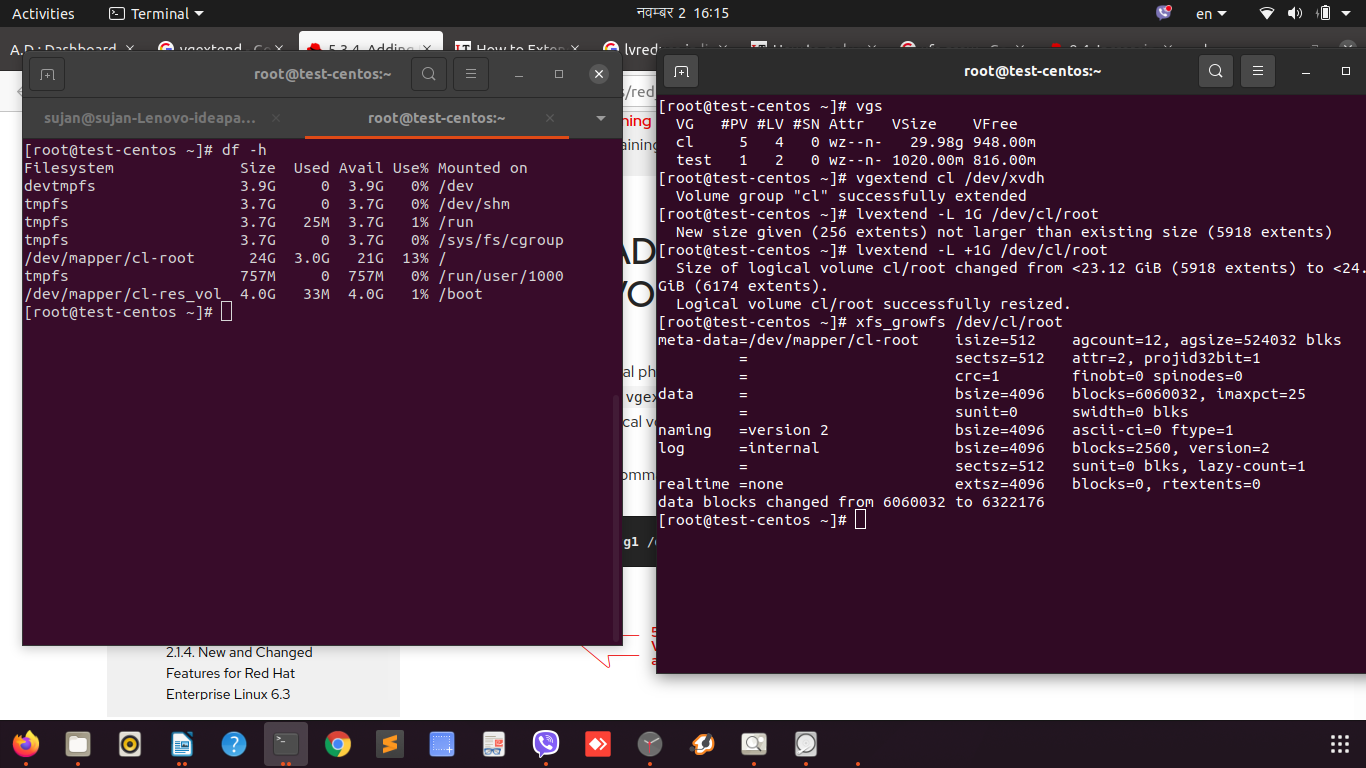 Activities
Terminal
नवम्बर 2 16:15
en
A.D : Dashboard
vgextend
5.3.4. Adding
root@test-centos:~
sujan@sujan-Lenovo-ideapa...
root@test-centos:~
[root@test-centos ~]# df -h
Filesystem Size Used Avail Use% Mounted on
devtmpfs 3.9G 0 3.9G 0% /dev
tmpfs 3.7G 0 3.7G 0% /dev/shm
tmpfs 3.7G 25M 3.7G 1% /run
tmpfs 3.7G 0 3.7G 0% /sys/fs/cgroup
/dev/mapper/cl-root 24G 3.0G 21G 13% /
tmpfs 757M 0 757M 0% /run/user/1000
/dev/mapper/cl-res_vol 4.0G 33M 4.0G 1% /boot
[root@test-centos ~]#
root@test-centos:~
[root@test-centos ~]# vgs
VG #PV #LV #SN Attr VSize VFree
cl 5 4 0 wz--n- 29.98g 948.00m
test 1 2 0 wz--n- 1020.00m 816.00m
[root@test-centos ~]# vgextend cl /dev/xvdh
Volume group "cl" successfully extended
[root@test-centos ~]# lvextend -L 1G /dev/cl/root
New size given (256 extents) not larger than existing size (5918 extents)
[root@test-centos ~]# lvextend -L +1G /dev/cl/root
Size of logical volume cl/root changed from <23.12 GiB (5918 extents) to <24.
GiB (6174 extents).
Logical volume cl/root successfully resized.
[root@test-centos ~]# xfs_growfs /dev/cl/root
meta-data=/dev/mapper/cl-root isize=512 agcount=12, agsize=524032 blks
= sectsz=512 attr=2, projid32bit=1
= crc=1 finobt=0 spinodes=0
data = bsize=4096 blocks=6060032, imaxpct=25
= sunit=0 swidth=0 blks
naming =version 2 bsize=4096 ascii-ci=0 ftype=1
log =internal bsize=4096 blocks=2560, version=2
= sectsz=512 sunit=0 blks, lazy-count=1
realtime =none extsz=4096 blocks=0, rtextents=0
data blocks changed from 6060032 to 6322176
[root@test-centos ~]#
2.1.4. New and Changed
Features for Red Hat
Enterprise Linux 6.3